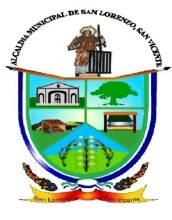 ALCALDIA MUNICIPAL DE SAN LORENZO, SAN VICENTE
San Lorenzo San Vicente